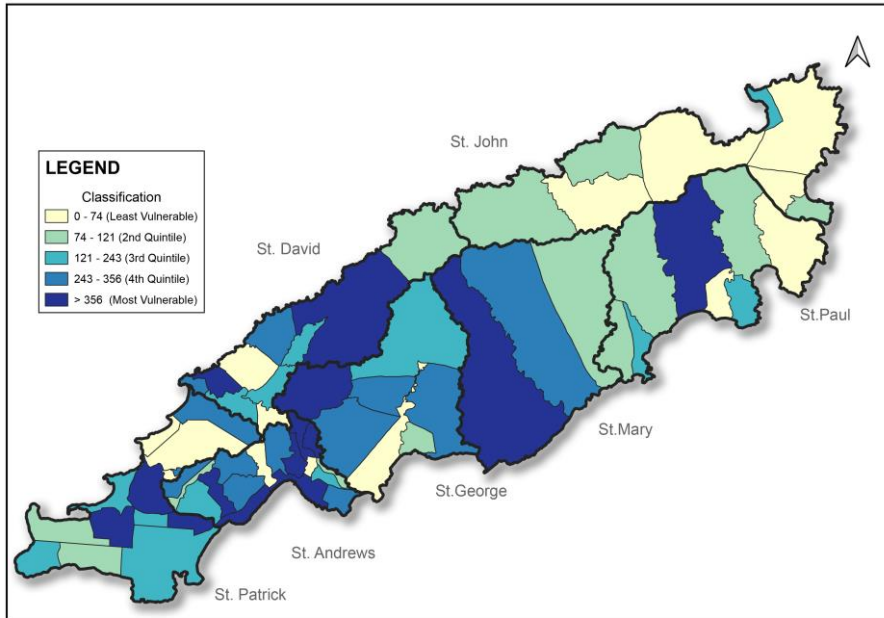 St. John
LEGEND
Classification
0 - 74 (Least Vulnerable)
74 - 121 (2nd Quintile)
121 - 243 (3rd Quintile)
243 - 356 (4th Quintile)
> 356 (Most Vulnerable)
St. David
St.Paul
St.Mary
St.George
St. Andrews
St. Patrick